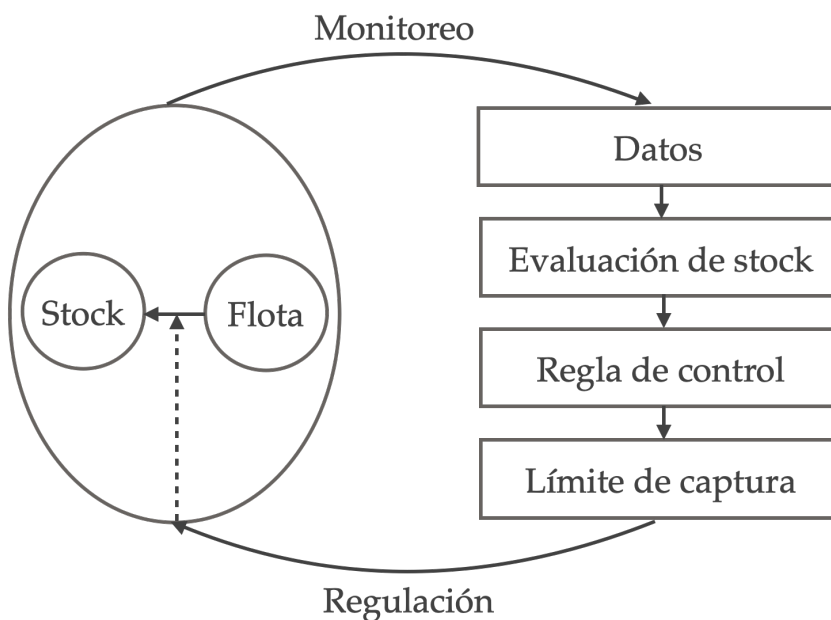 Monitoreo
Datos
Evaluación de stock
Stock
Flota
Regla de control
Límite de captura
Regulación